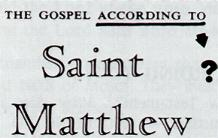 THE GOSPEL ACCORDING TO
?
Saint
Matthew